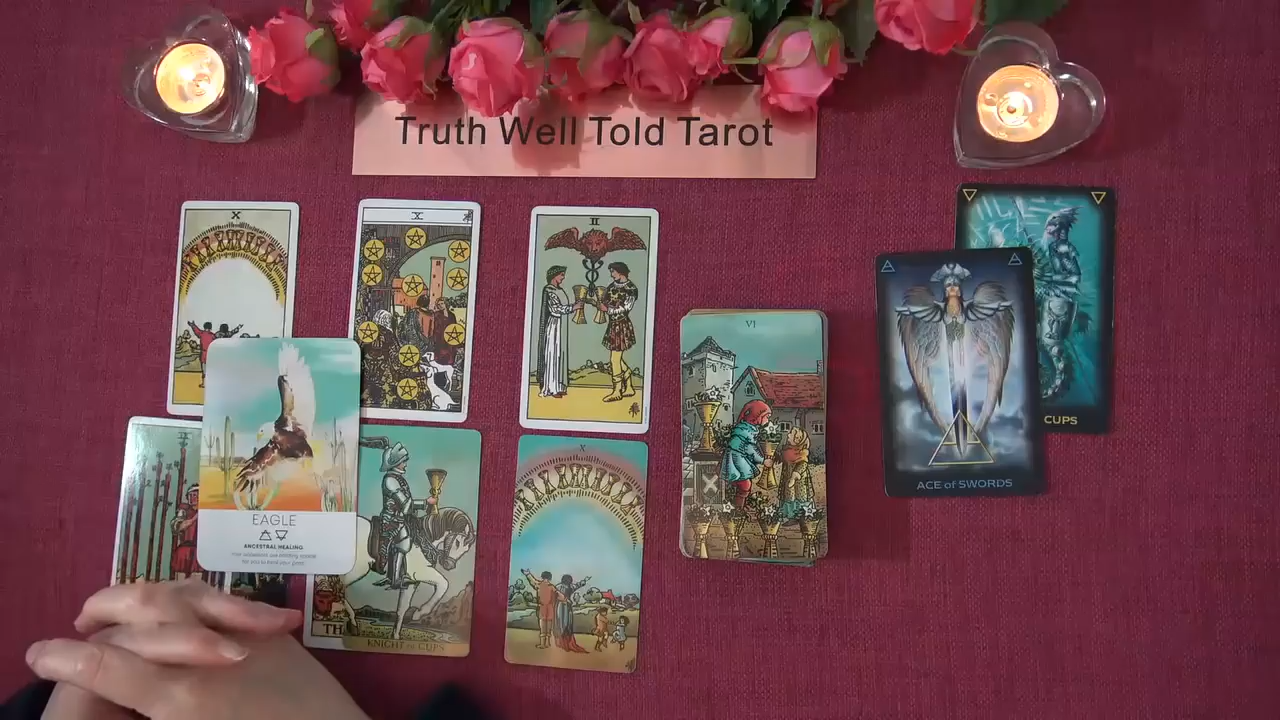 Truth Well Told Tarot
X
X
II
VI
CUPS
ACE of SWORDS
EAGLE
ANCESTRAL HEALING
X
KNIGHT of CUPS